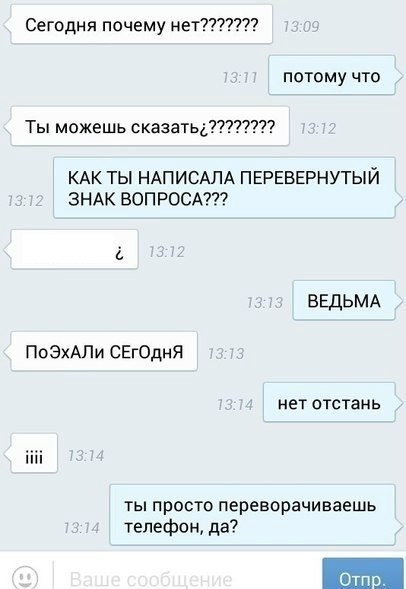 Сегодня почему нет???????
13:09
13:11
потому что
Ты можешь сказать¿????????
13:12
КАК ТЫ НАПИСАЛА ПЕРЕВЕРНУТЫЙ
ЗНАК ВОПРОСА???
13:12
¿
13:12
13:13
ВЕДЬМА
ПоЭхАЛи СЕгОднЯ
13:13
13:14
нет отстань
¡¡¡¡
13:14
ты просто переворачиваешь
телефон, да?
13:14
Ваше сообщение
Отпр.